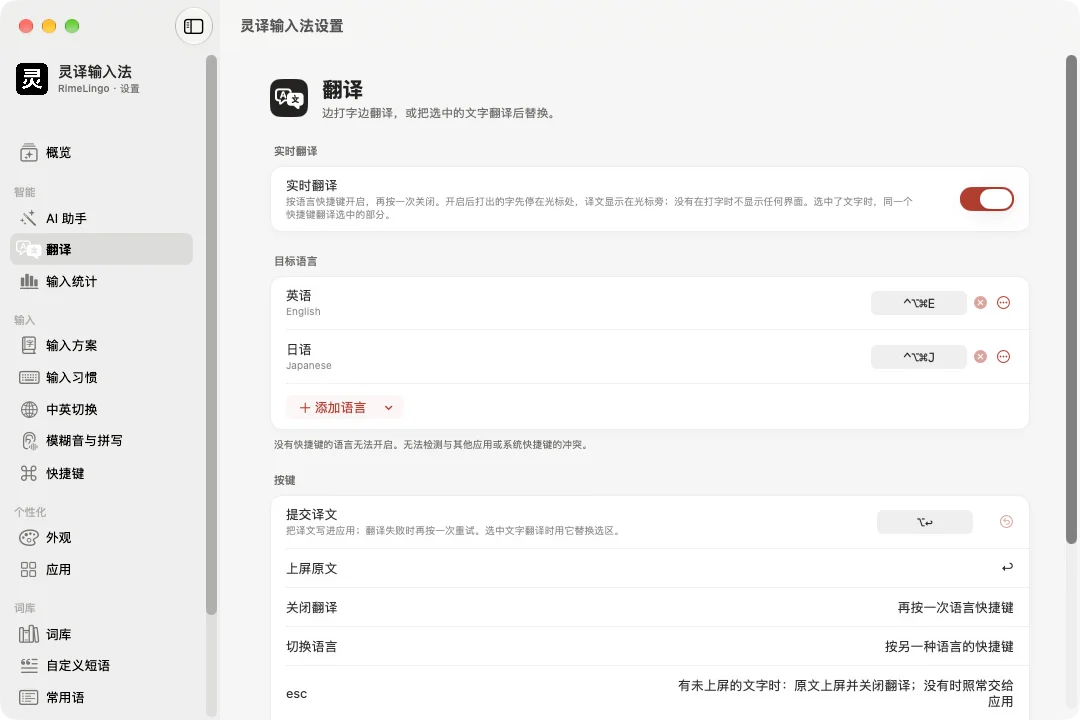 灵译输入法设置
灵 灵译输入法
RimeLingo · 设置
概览
智能
AI 助手
翻译
输入统计
输入
输入方案
输入习惯
中英切换
模糊音与拼写
快捷键
个性化
外观
应用
词库
词库
自定义短语
常用语
翻译
边打字边翻译，或把选中的文字翻译后替换。
实时翻译
实时翻译
按语言快捷键开启，再按一次关闭。开启后打出的字先停在光标处，译文显示在光标旁；没有在打字时不显示任何界面。选中了文字时，同一个
快捷键翻译选中的部分。
目标语言
英语
English
^⌥⌘E
日语
Japanese
^⌥⌘J
添加语言
没有快捷键的语言无法开启。无法检测与其他应用或系统快捷键的冲突。
按键
提交译文
把译文写进应用；翻译失败时再按一次重试。选中文字翻译时用它替换选区。
⌥↩
上屏原文
↩
关闭翻译
再按一次语言快捷键
切换语言
按另一种语言的快捷键
esc
有未上屏的文字时：原文上屏并关闭翻译；没有时照常交给
应用